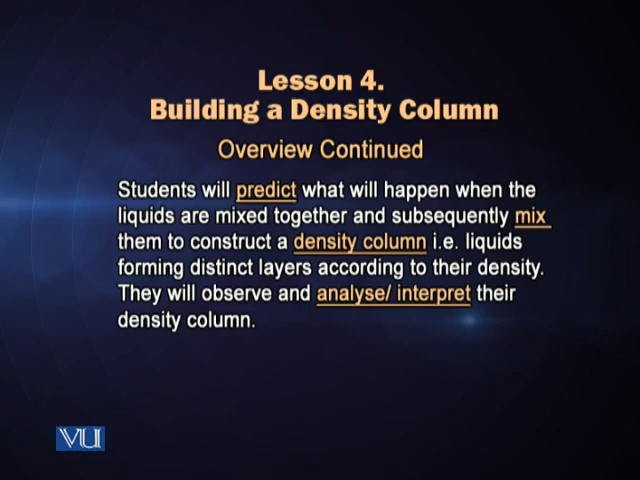 Lesson 4.
Building a Density Column
Overview Continued
Students will predict what will happen when the
liquids are mixed together and subsequently mix
them to construct a density column i.e. liquids
forming distinct layers according to their density.
They will observe and analyse/ interpret their
density column.
VU